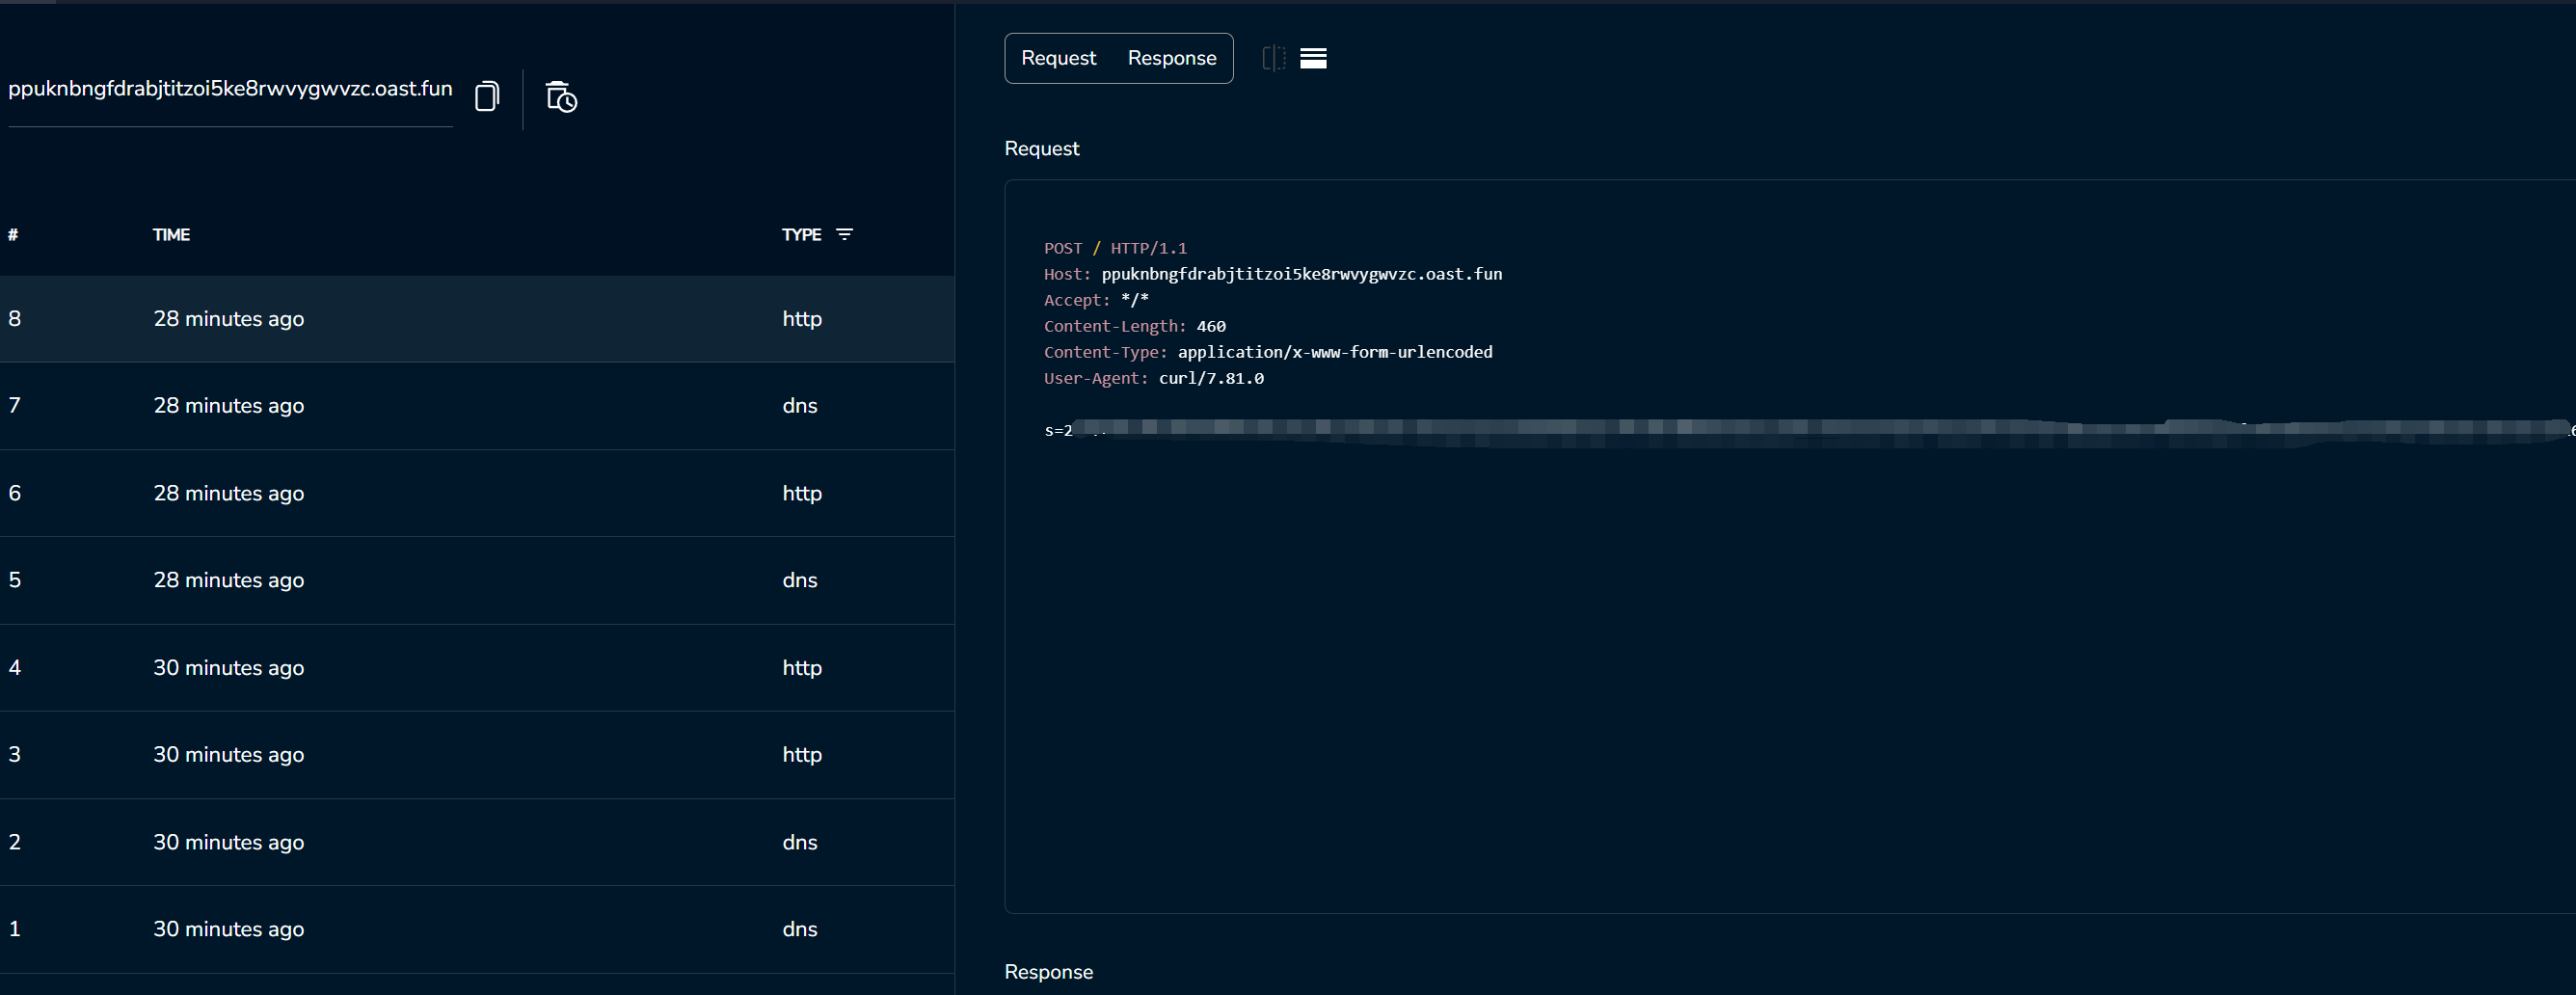 ppuknbngfdrabjtitzoi5ke8rwvygwvzc.oast.fun
# TIME TYPE
8 28 minutes ago http
7 28 minutes ago dns
6 28 minutes ago http
5 28 minutes ago dns
4 30 minutes ago http
3 30 minutes ago http
2 30 minutes ago dns
1 30 minutes ago dns
Request Response
Request
POST / HTTP/1.1
Host: ppuknbngfdrabjtitzoi5ke8rwvygwvzc.oast.fun
Accept: */*
Content-Length: 460
Content-Type: application/x-www-form-urlencoded
User-Agent: curl/7.81.0
s=2
Response